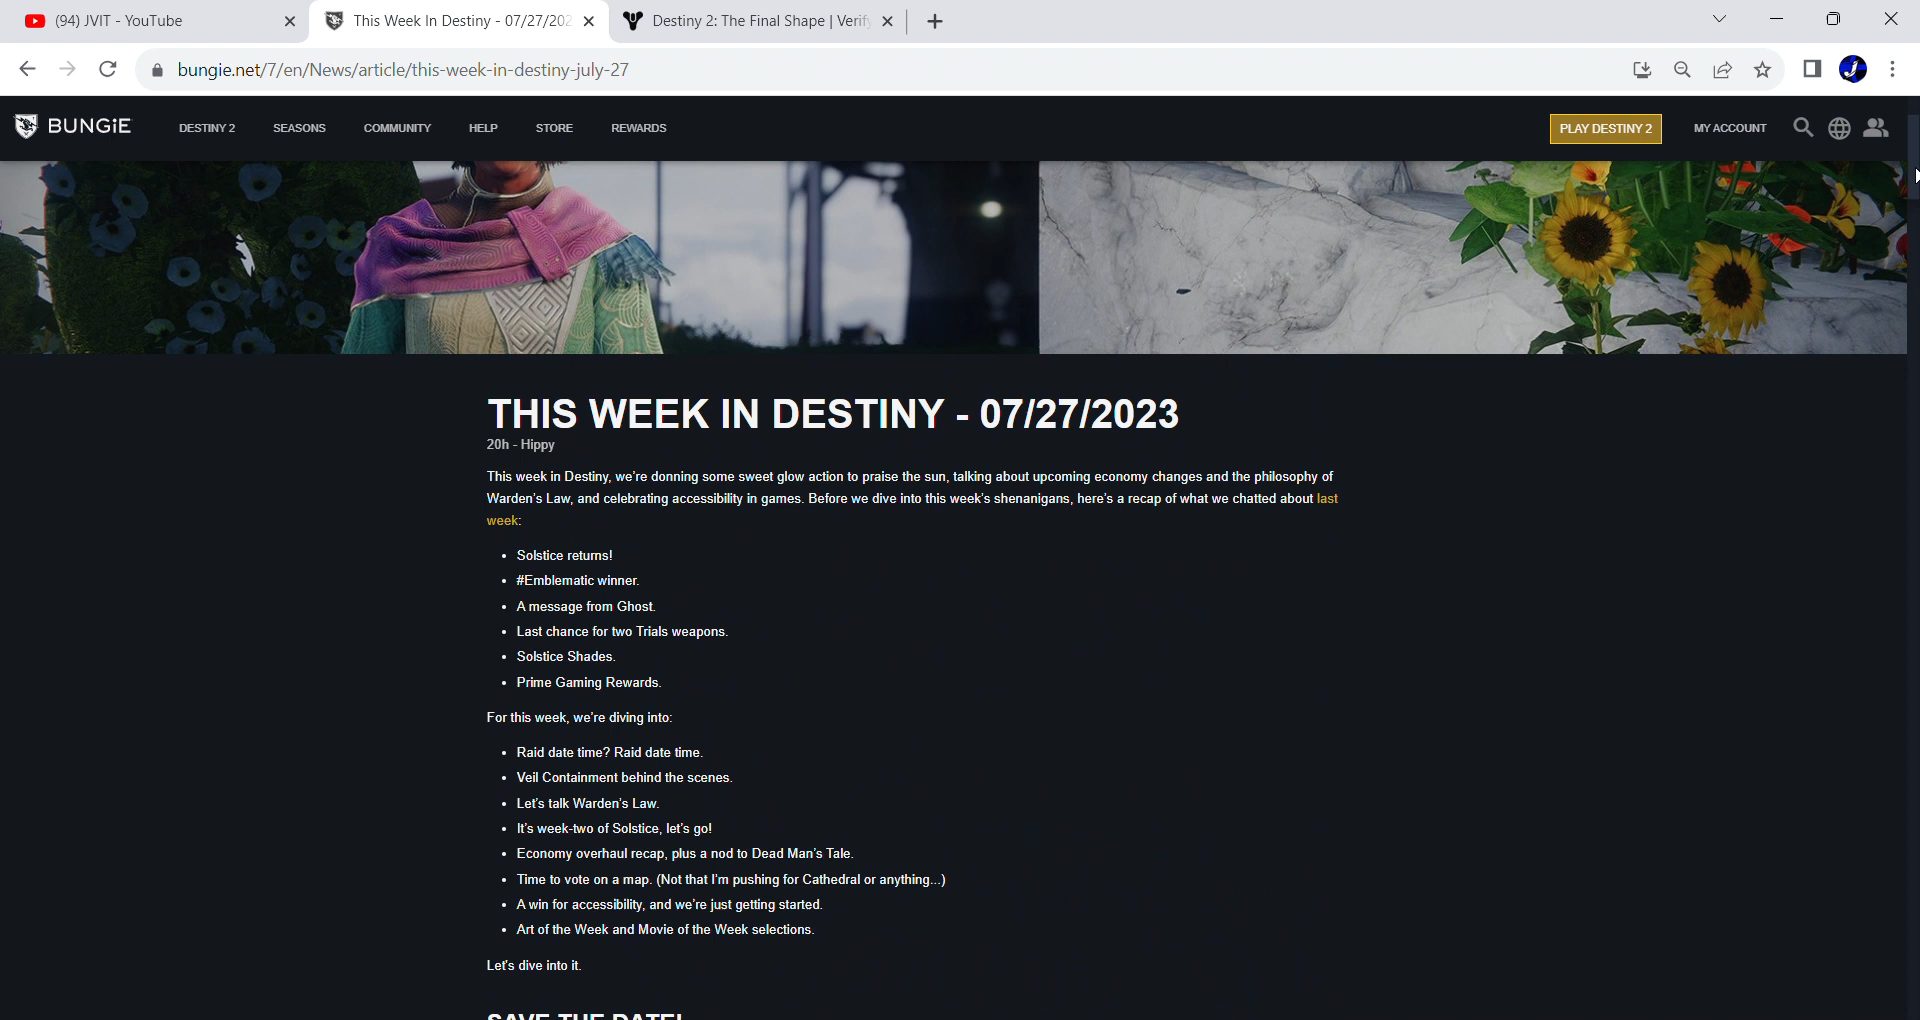 (94) JVIT - YouTube
This Week In Destiny - 07/27/202
Destiny 2: The Final Shape | Verif
bungie.net/7/en/News/article/this-week-in-destiny-july-27
BUNGiE
DESTINY 2
SEASONS
COMMUNITY
HELP
STORE
REWARDS
PLAY DESTINY 2
MY ACCOUNT
THIS WEEK IN DESTINY - 07/27/2023
20h - Hippy
This week in Destiny, we're donning some sweet glow action to praise the sun, talking about upcoming economy changes and the philosophy of
Warden's Law, and celebrating accessibility in games. Before we dive into this week's shenanigans, here's a recap of what we chatted about last
week:
• Solstice returns!
• #Emblematic winner.
• A message from Ghost.
• Last chance for two Trials weapons.
• Solstice Shades.
• Prime Gaming Rewards.
For this week, we're diving into:
• Raid date time? Raid date time.
• Veil Containment behind the scenes.
• Let's talk Warden's Law.
• It's week-two of Solstice, let's go!
• Economy overhaul recap, plus a nod to Dead Man's Tale.
• Time to vote on a map. (Not that I'm pushing for Cathedral or anything...)
• A win for accessibility, and we're just getting started.
• Art of the Week and Movie of the Week selections.
Let's dive into it.
SAVE THE DATE!